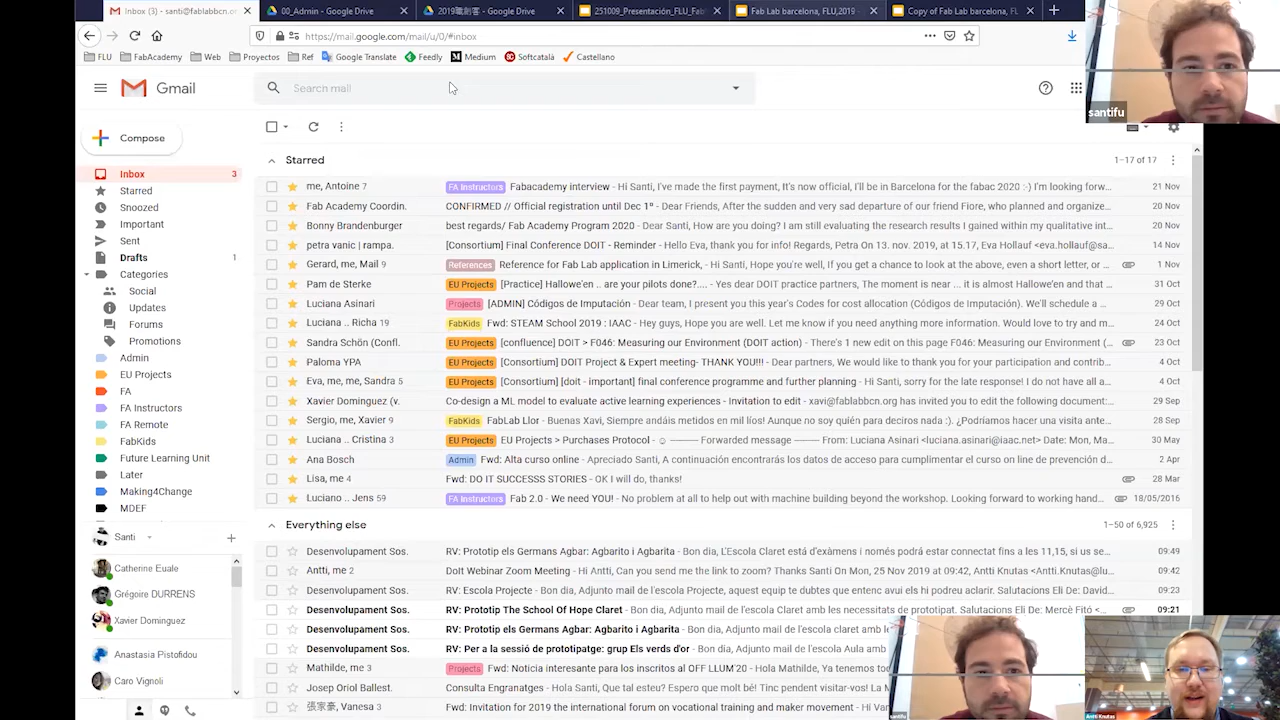 Inbox (3) - santi@fablabbcn.o
00_Admin - Google Drive
2019職創客 - Google Drive
251109_Presentacio_FLU_Fab
Fab Lab barcelona, FLU,2019 -
Copy of Fab Lab barcelona, FL
https://mail.google.com/mail/u/0/#inbox
FLU
FabAcademy
Web
Proyectos
Ref
Google Translate
Feedly
Medium
Softcatalà
Castellano
Gmail
Search mail
santifu
Compose
Inbox 3
Starred
Snoozed
Important
Sent
Drafts 1
Categories
Social
Updates
Forums
Promotions
Admin
EU Projects
FA
FA Instructors
FA Remote
FabKids
Future Learning Unit
Later
Making4Change
MDEF
Santi
Catherine Euale
Grégoire DURRENS
Xavier Dominguez
Anastasia Pistofidou
Caro Vignoli
Starred 1–17 of 17
me, Antoine 7 FA Instructors Fabacademy interview - Hi Santi, I've made the first payment, It's now official, I'll be in Barcelona for the fabac 2020 :-) I'm looking forw... 21 Nov
Fab Academy Coordin. CONFIRMED // Official registration until Dec 1º - Dear Friends, After the sudden and very sad departure of our friend Fiore, who planned and organize... 20 Nov
Bonny Brandenburger best regards/ Fab Academy Program 2020 - Dear Santi, How are you doing? I am still evaluating the research results I gained within my qualitative int... 20 Nov
petra vanic | rampa. [Consortium] Final Conference DOIT - Reminder - Hello Eva, thank you for info! Regards, Petra On 13. nov. 2019, at 15.17, Eva Hollauf <eva.hollauf@sa... 14 Nov
Gerard, me, Mail 9 References Reference for Fab Lab application in Limerick, - Hi Santi, Hope you're well, If you get a chance to look at the above, even a short letter, or ... 1 Nov
Pam de Sterke EU Projects [Practice] Hallowe'en .. are your pilots done?.... - Yes dear DOIT practice partners, The moment is near ... it is almost Hallowe'en and that ... 31 Oct
Luciana Asinari Projects [ADMIN] Códigos de Imputación - Dear team, I present you this year's Codes for cost allocation (Códigos de Imputación). We'll schedule a ... 29 Oct
Luciana .. Richa 19 FabKids Fwd: STEAM School 2019 : IAAC - Hey guys, Hope you are well. Let me know if you need anything more information. Would love to try and m... 24 Oct
Sandra Schön (Confl. EU Projects [confluence] DOIT > F046: Measuring our Environment (DOIT action) - There's 1 new edit on this page F046: Measuring our Environment (... 23 Oct
Paloma YPA EU Projects [Consortium] DOIT Project & Expert meeting- THANK YOU!!! - Dear partners, We would like to thank you for your participation and contrib... 4 Oct
Eva, me, me, Sandra 5 EU Projects [Consortium] [doit - important] final conference programme and further planning - Hi Santi, sorry for the late response! I do not have all a... 4 Oct
Xavier Dominguez (v. Co-design a ML model to evaluate active learning experiences - Invitation to edit - xavi@fablabbcn.org has invited you to edit the following document: ... 29 Sep
Sergio, me, Xavier 9 FabKids FabLab Llor - Buenas Xavi, Siempre andáis metidos en mil líos! Aunque no soy quién para deciros nada :). ¿Podríamos hacer una visita ante... 28 Sep
Luciana .. Cristina 3 EU Projects EU Projects > Purchases Protocol - ☺ ———— Forwarded message ———— From: Luciana Asinari <luciana.asinari@iaac.net> Date: Mon, Ma... 30 May
Ana Bosch Admin Fwd: Alta curso online - Apreciado Santi, A continuación encontrarás los datos de acceso para cumplimentar el curso on line de prevención d... 2 Apr
Lisa, me 4 Fwd: DO IT SUCCESSS STORIES - OK I will do, thanks! 28 Mar
Luciano .. Jens 59 FA Instructors Fab 2.0 - We need YOU! - No problem at all to help out with machine building beyond the workshop. Looking forward to working hand... 18/05/2016
Everything else 1–50 of 6,925
Desenvolupament Sos. RV: Prototip els Germans Agbar: Agbarito i Agbarita - Bon dia, L'Escola Claret està d'exàmens i només podrá estar connectat fins a les 11,15, si us se... 09:49
Antti, me 2 DoIt Webinar Zoom Meeting - Hi Antti, Can you send me the link to zoom? Thanks Santi On Mon, 25 Nov 2019 at 09:42, Antti Knutas <Antti.Knutas@lu... 09:42
Desenvolupament Sos. RV: Escola Projecte - Bon dia, Adjunto mail de l'escola Projecte, aquest equip te dubtes que entenc avui els hi podreu aclarir. Salutacions Eli De: David... 09:23
Desenvolupament Sos. RV: Prototip The School Of Hope Claret - Bon dia, Adjunto mail de l'escola Claret amb les necessitats de prototipat. Salutacions Eli De: Mercè Fitó <... 09:21
Desenvolupament Sos. RV: Prototip els Germans Agbar: Agbarito i Agbarita - Bon dia, Adjunto mail de l'escola claret amb le
Desenvolupament Sos. RV: Per a la sessió de prototipatge: grup Els verds d'or - Bon dia, Adjunto mail de l'escola Aula amb
Mathilde, me 3 Projects Fwd: Noticia interesante para los inscritos al OFF LLUM'20 - Hola Mathilde, Ya tenemos tod
Josep Oriol Ballest. Consulta Engranatges - Hola Santi, Que tal esteu? Espero que molt bé! Tinc pendent visitar-vos! La M
張家豪, Vanesa 3 Fwd: Invitation for 2019 the international forum on vocational training and maker movement -
santifu
Antti Knutas